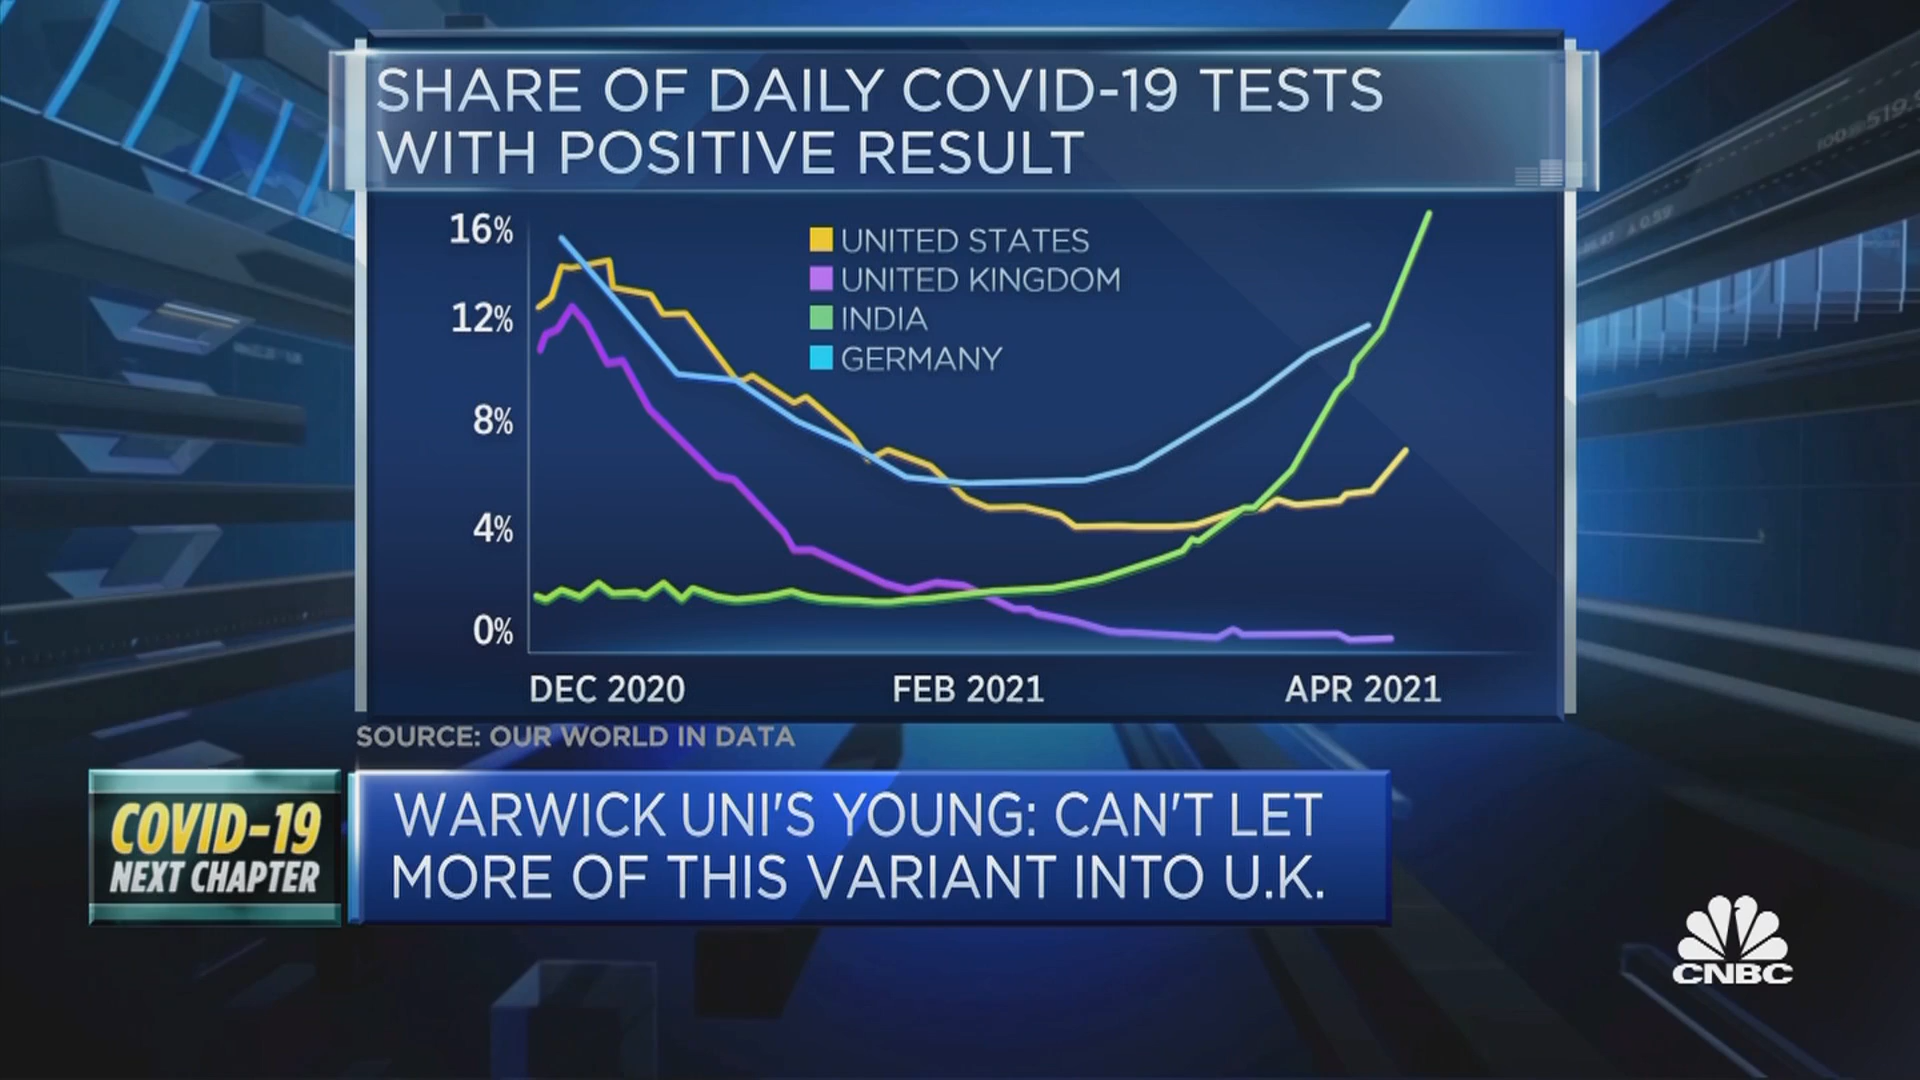 SHARE OF DAILY COVID-19 TESTS
WITH POSITIVE RESULT
16%
12%
8%
4%
0%
UNITED STATES
UNITED KINGDOM
INDIA
GERMANY
DEC 2020
FEB 2021
APR 2021
SOURCE: OUR WORLD IN DATA
COVID-19
NEXT CHAPTER
WARWICK UNI'S YOUNG: CAN'T LET
MORE OF THIS VARIANT INTO U.K.
CNBC